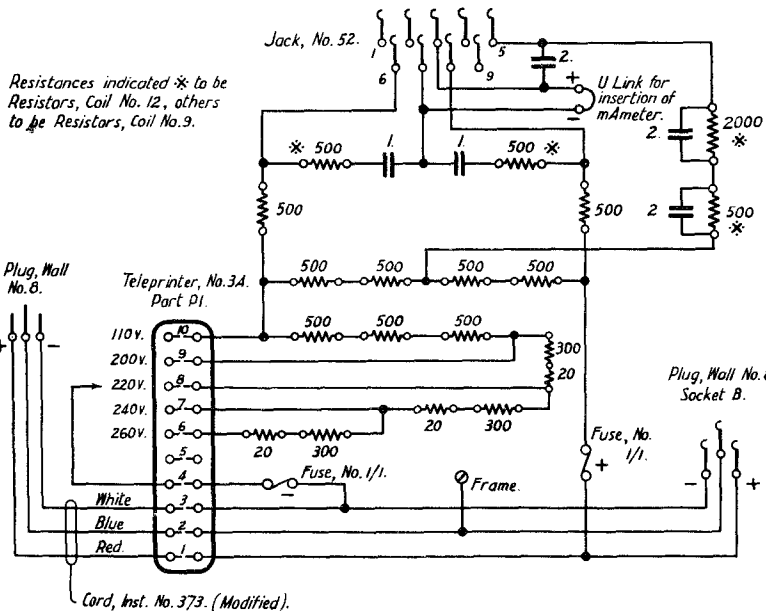 Jack, No. 52.
1
5
6
9
2.
+
−
U Link for
insertion of
mAmeter.
Resistances indicated ※ to be
Resistors, Coil No. 12, others
to be Resistors, Coil No. 9.
※ 500
1.
1.
500 ※
2.
2000
※
500
500
2
500
※
Plug, Wall
No. 8.
+
−
Teleprinter, No. 3A.
Part P1.
500
500
500
500
110v.
10
500
500
500
200v.
9
300
220v.
8
20
240v.
7
20
300
260v.
6
20
300
5
4
Fuse, No. 1/1.
−
Fuse, No.
1/1.
+
Plug, Wall No. 8
Socket B.
−
+
Frame.
White
3
Blue
2
Red.
1
Cord, Inst. No. 373. (Modified).